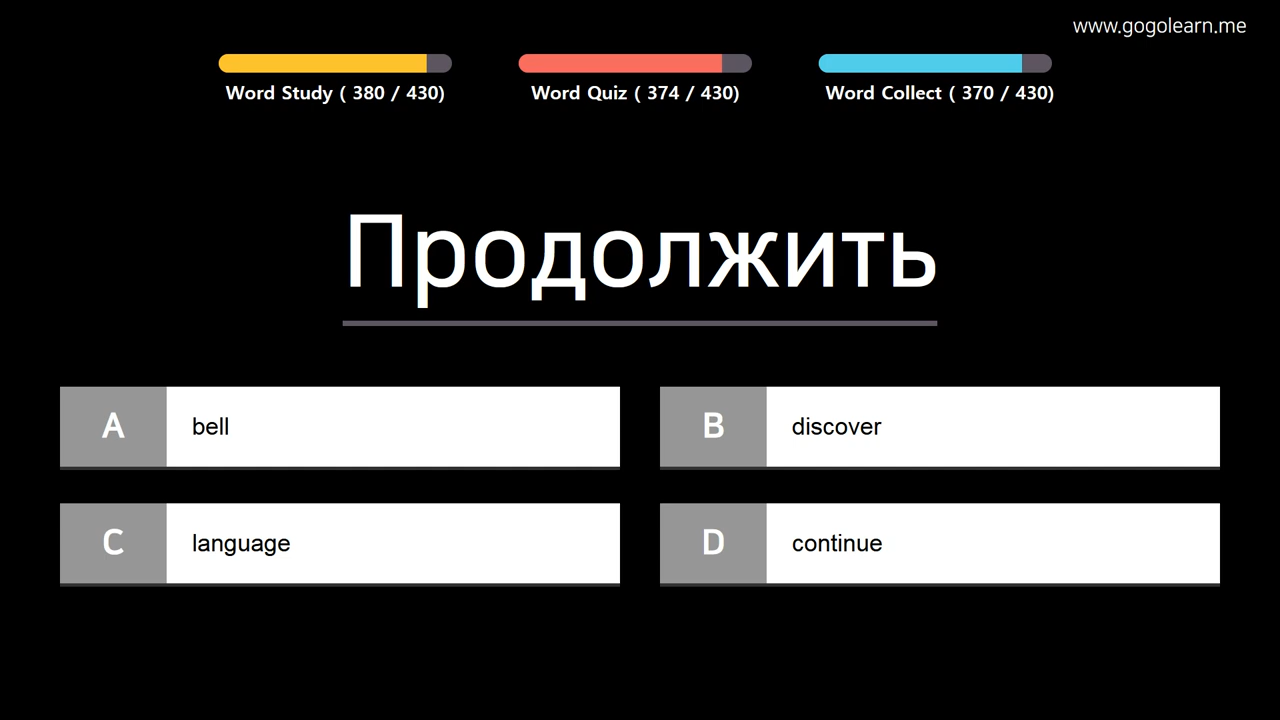 www.gogolearn.me
Word Study ( 380 / 430)
Word Quiz ( 374 / 430)
Word Collect ( 370 / 430)
Продолжить
A bell
B discover
C language
D continue